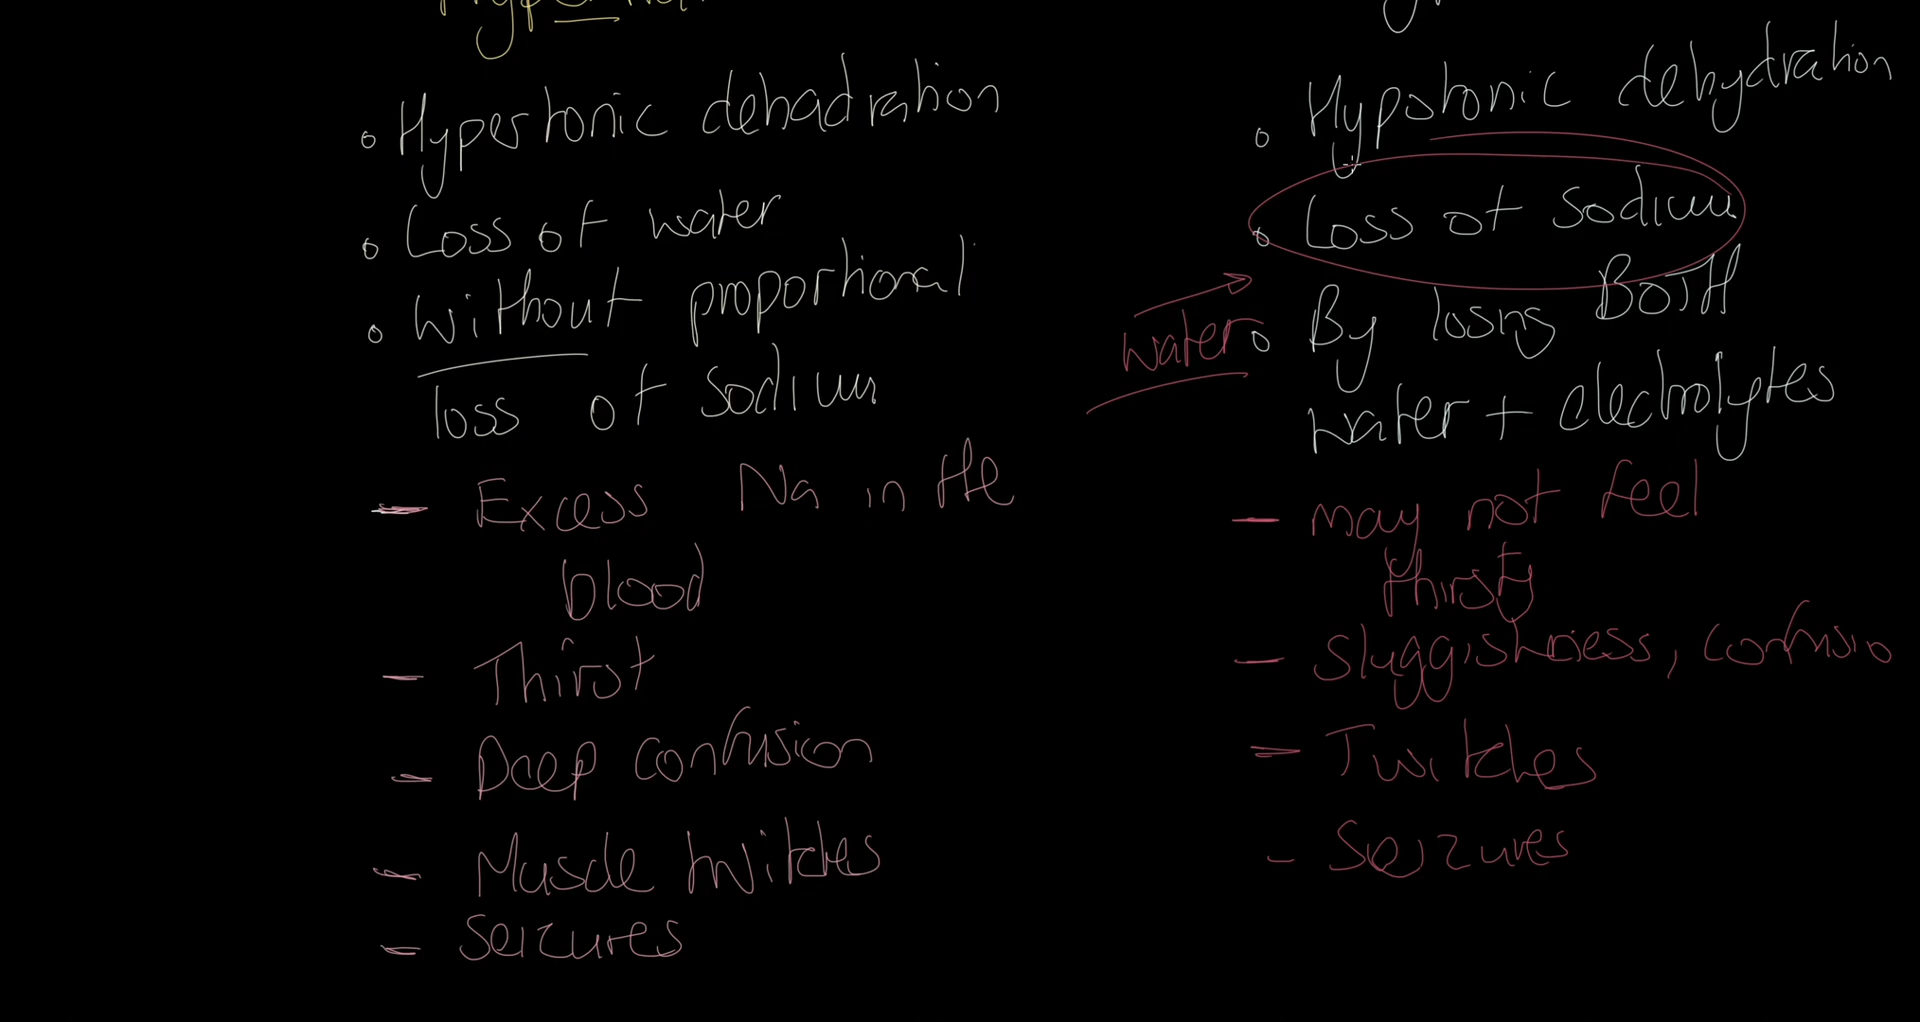 Hypertonic dehadration
Loss of water
Without proportional
loss of sodium
Excess Na in the
blood
Thirst
Deep confusion
Muscle twitches
Seizures
Hypotonic dehydration
Loss of sodium
By losing BOTH
water + electrolytes
water
may not feel
thirsty
Sluggishness, confusio
Twitches
Seizures